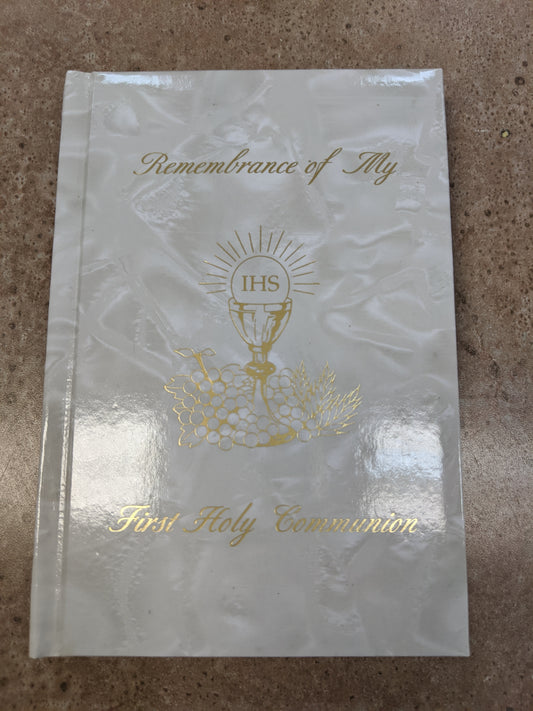 Remembrance of My
IHS
First Holy Communion